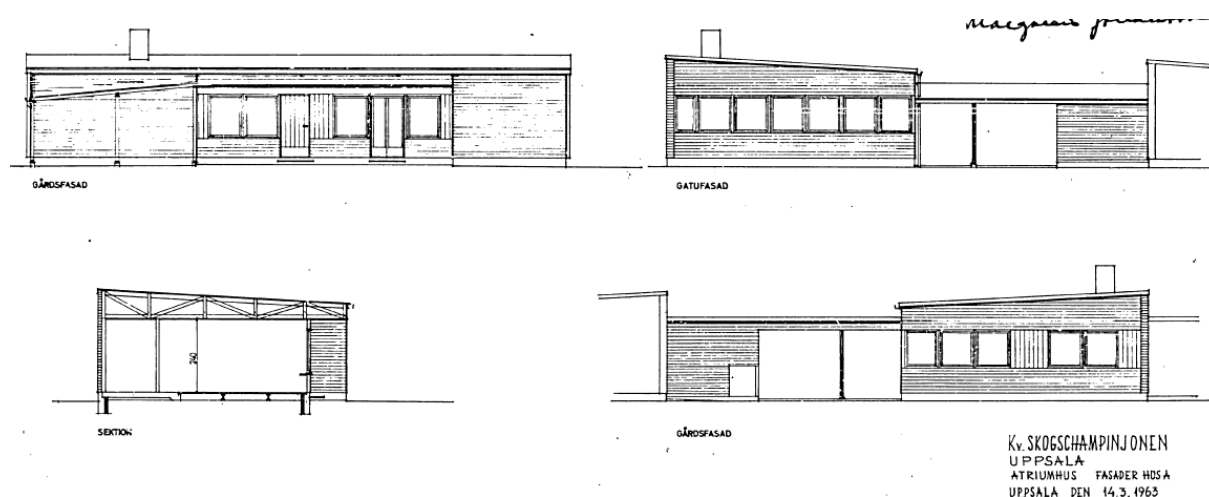 GÅRDSFASAD
GATUFASAD
240
SEKTION
GÅRDSFASAD
Kv. SKOGSCHAMPINJONEN
UPPSALA
ATRIUMHUS FASADER HUS A
UPPSALA DEN 14.3.1963